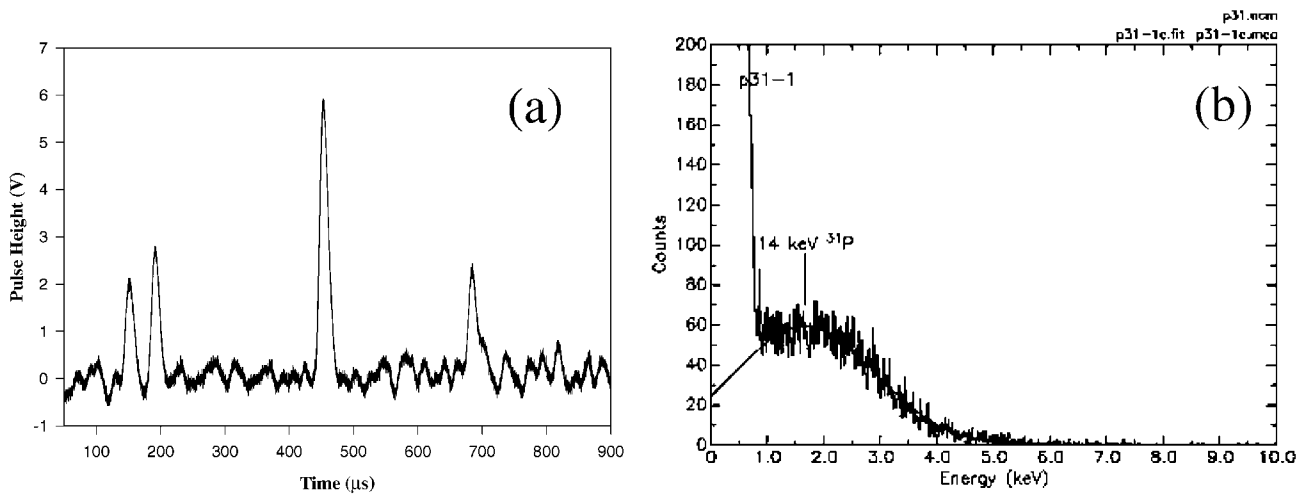 7
6
5
4
3
2
1
0
-1
Pulse Height (V)
(a)
100 200 300 400 500 600 700 800 900
Time (μs)
p31.mcm
p31-1c.fit p31-1c.mca
200
180
160
140
120
100
80
60
40
20
0
Counts
p31-1
(b)
14 keV ³¹P
0 1.0 2.0 3.0 4.0 5.0 6.0 7.0 8.0 9.0 10.0
Energy (keV)